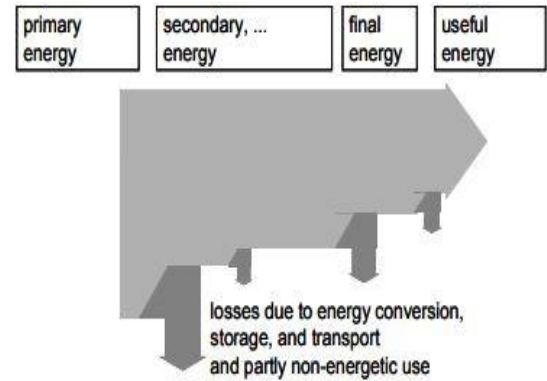 primary
energy
secondary, ...
energy
final
energy
useful
energy
losses due to energy conversion,
storage, and transport
and partly non-energetic use